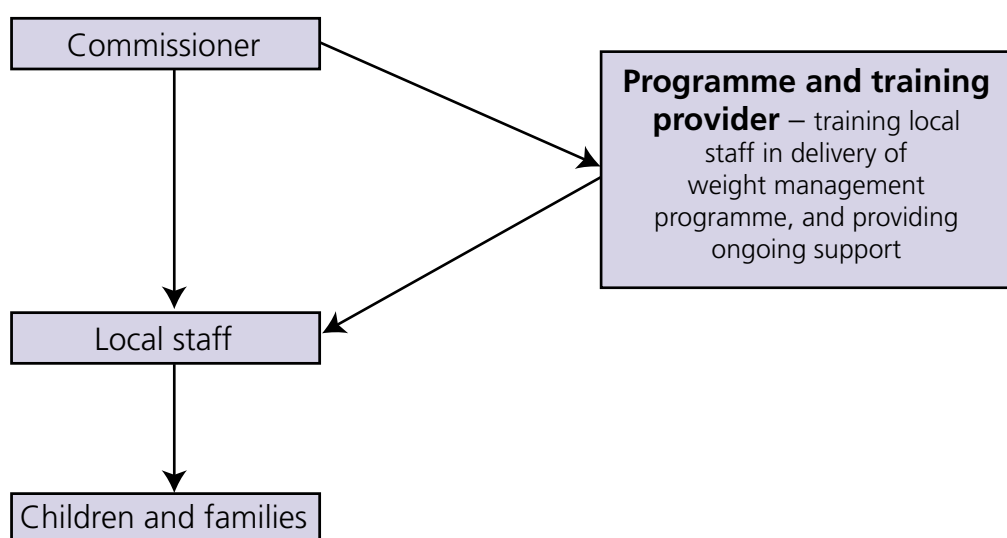 Commissioner
Programme and training
provider – training local
staff in delivery of
weight management
programme, and providing
ongoing support
Local staff
Children and families